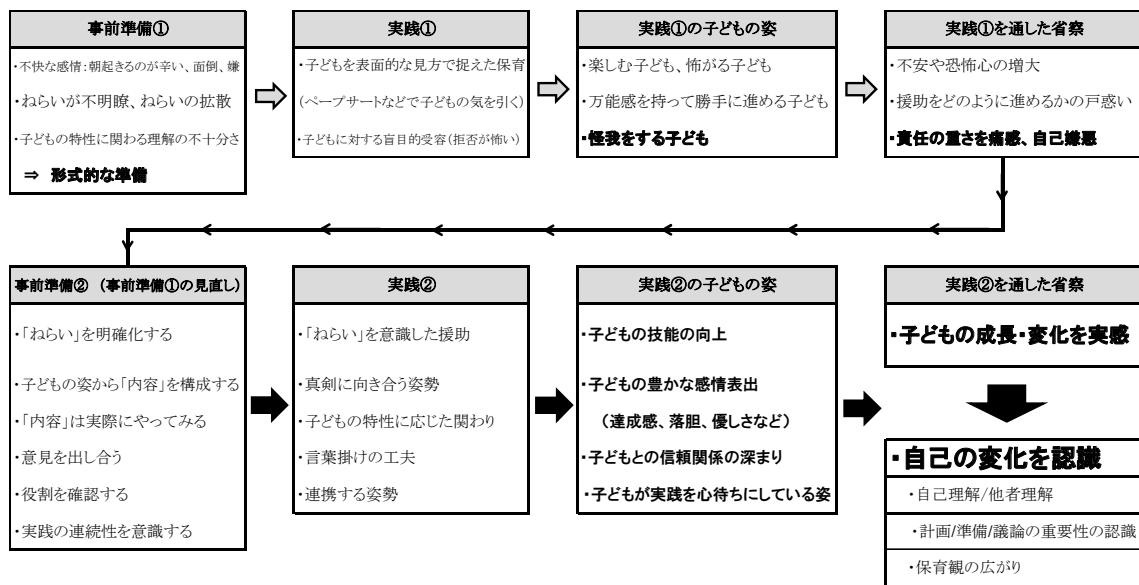 事前準備①
・不快な感情:朝起きるのが辛い、面倒、嫌
・ねらいが不明瞭、ねらいの拡散
・子どもの特性に関わる理解の不十分さ
⇒ 形式的な準備
実践①
・子どもを表面的な見方で捉えた保育
(ペープサートなどで子どもの気を引く)
・子どもに対する盲目的受容(拒否が怖い)
実践①の子どもの姿
・楽しむ子ども、怖がる子ども
・万能感を持って勝手に進める子ども
・怪我をする子ども
実践①を通した省察
・不安や恐怖心の増大
・援助をどのように進めるかの戸惑い
・責任の重さを痛感、自己嫌悪
事前準備② (事前準備①の見直し)
・「ねらい」を明確化する
・子どもの姿から「内容」を構成する
・「内容」は実際にやってみる
・意見を出し合う
・役割を確認する
・実践の連続性を意識する
実践②
・「ねらい」を意識した援助
・真剣に向き合う姿勢
・子どもの特性に応じた関わり
・言葉掛けの工夫
・連携する姿勢
実践②の子どもの姿
・子どもの技能の向上
・子どもの豊かな感情表出
(達成感、落胆、優しさなど)
・子どもとの信頼関係の深まり
・子どもが実践を心待ちにしている姿
実践②を通した省察
・子どもの成長・変化を実感
・自己の変化を認識
・自己理解/他者理解
・計画/準備/議論の重要性の認識
・保育観の広がり